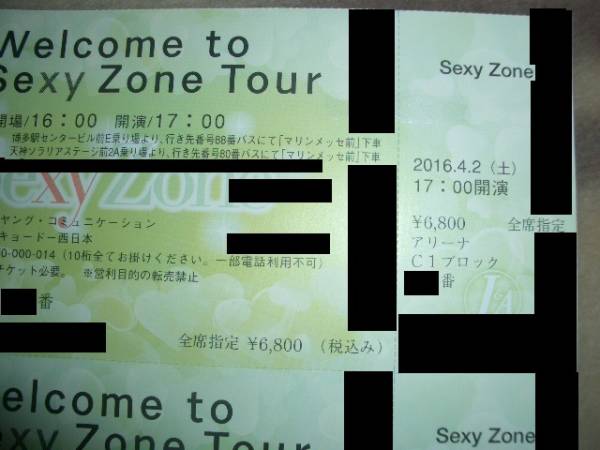 Welcome to
Sexy Zone Tour
開場/16：00 開演/17：00
博多駅センタービル前E乗り場より、行き先番号88番バスにて「マリンメッセ前」下車
天神ソラリアステージ前2A乗り場より、行き先番号80番バスにて「マリンメッセ前」下車
Sexy Zone
ヤング・コミュニケーション
キョードー西日本
0-000-014（10桁全てお掛けください。一部電話利用不可）
チケット必要。 ※営利目的の転売禁止
番
全席指定 ¥6,800 （税込み）
Sexy Zone
2016.4.2（土）
17：00開演
¥6,800 全席指定
アリーナ
C1ブロック
番
Welcome to
Sexy Zone Tour
Sexy Zone